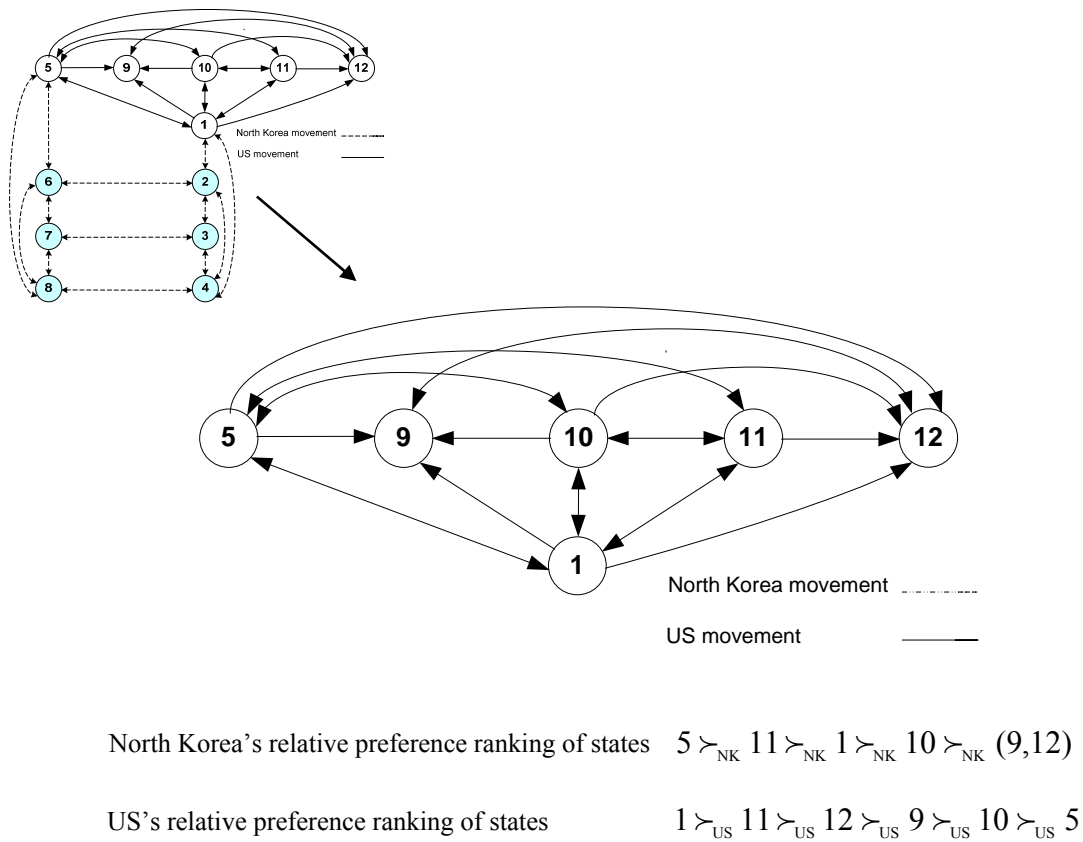 5 9 10 11 12
1
North Korea movement
US movement
6 2
7 3
8 4
5 9 10 11 12
1
North Korea movement
US movement
North Korea's relative preference ranking of states 5 ≻NK 11 ≻NK 1 ≻NK 10 ≻NK (9,12)
US's relative preference ranking of states 1 ≻US 11 ≻US 12 ≻US 9 ≻US 10 ≻US 5